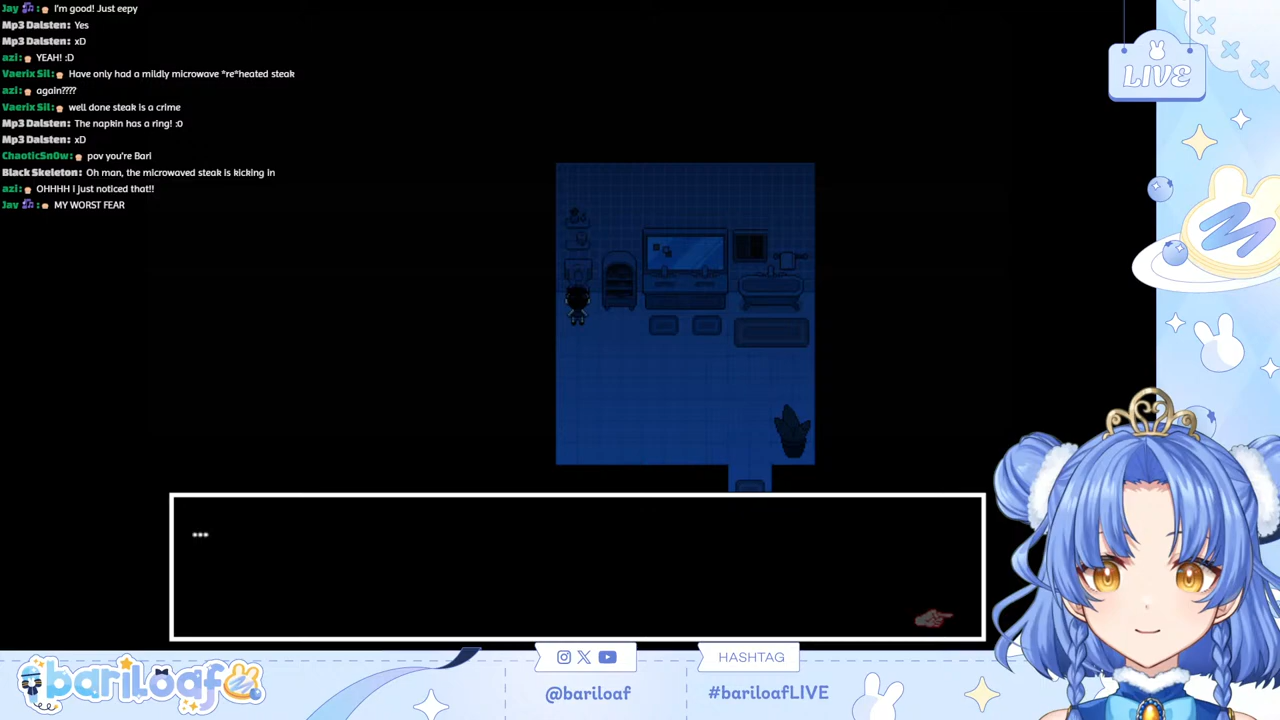 Jay: I'm good! Just eepy
Mp3 Dalsten: Yes
Mp3 Dalsten: xD
azi: YEAH! :D
Vaerix Sil: Have only had a mildly microwave *re*heated steak
azi: again????
Vaerix Sil: well done steak is a crime
Mp3 Dalsten: The napkin has a ring! :0
Mp3 Dalsten: xD
ChaoticSn0w: pov you're Bari
Black Skeleton: Oh man, the microwaved steak is kicking in
azi: OHHHH i just noticed that!!
Jay: MY WORST FEAR
LIVE
...
bariloaf
@bariloaf
HASHTAG
#bariloafLIVE